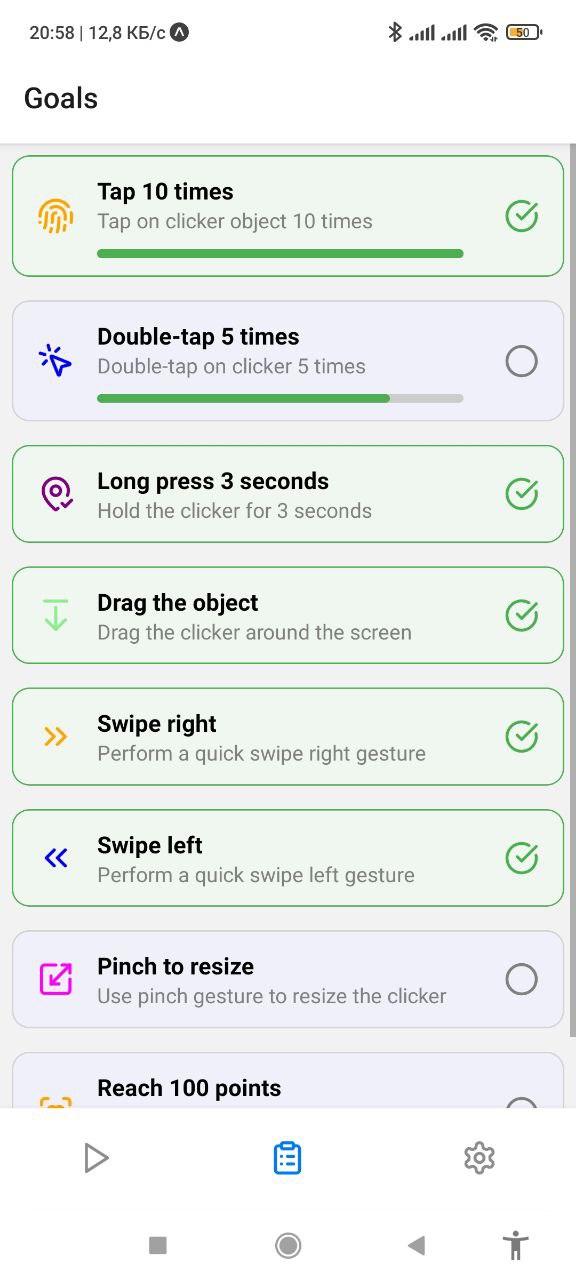 20:58 | 12,8 КБ/с
50
Goals
Tap 10 times
Tap on clicker object 10 times
Double-tap 5 times
Double-tap on clicker 5 times
Long press 3 seconds
Hold the clicker for 3 seconds
Drag the object
Drag the clicker around the screen
Swipe right
Perform a quick swipe right gesture
Swipe left
Perform a quick swipe left gesture
Pinch to resize
Use pinch gesture to resize the clicker
Reach 100 points